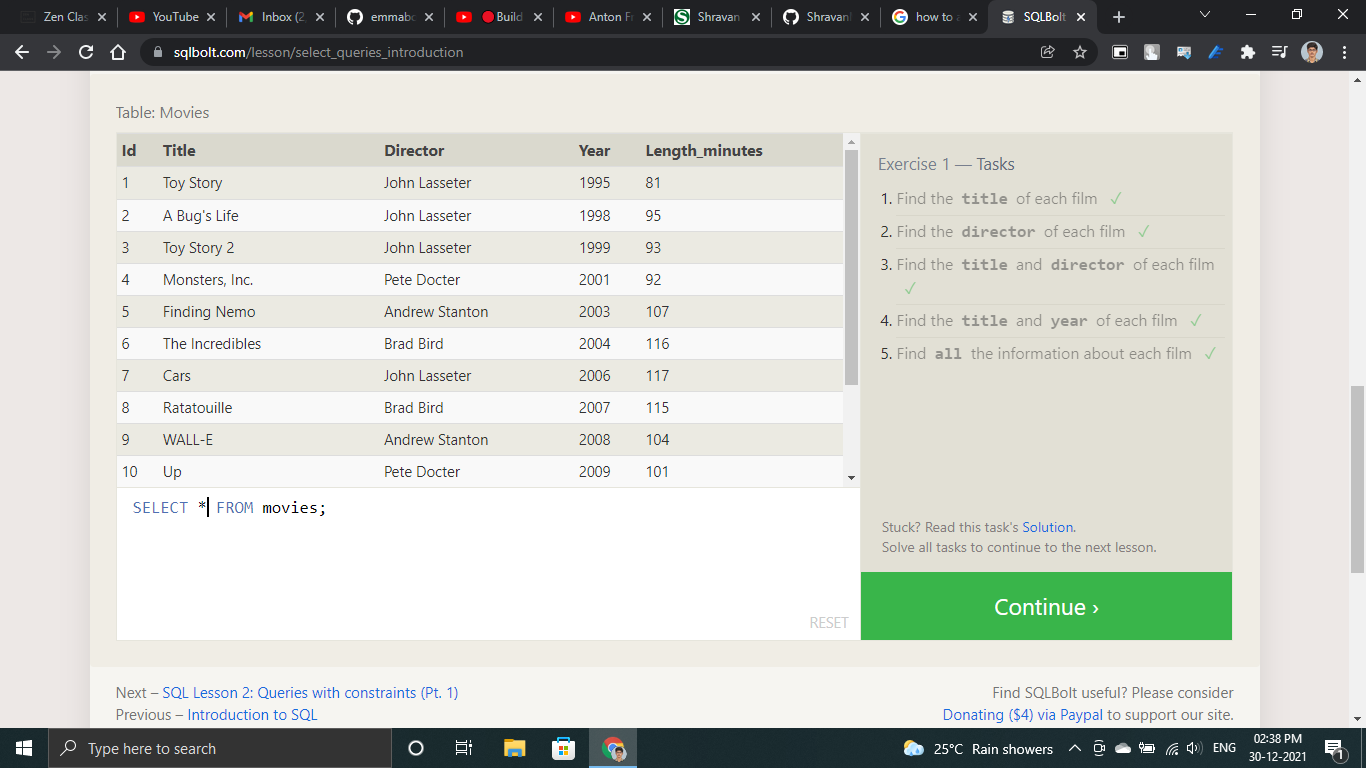 Zen Clas
YouTube
Inbox (2
emmabc
Build
Anton Fr
Shravan
Shravan
how to a
SQLBolt
sqlbolt.com/lesson/select_queries_introduction
Table: Movies
Id Title Director Year Length_minutes
1 Toy Story John Lasseter 1995 81
2 A Bug's Life John Lasseter 1998 95
3 Toy Story 2 John Lasseter 1999 93
4 Monsters, Inc. Pete Docter 2001 92
5 Finding Nemo Andrew Stanton 2003 107
6 The Incredibles Brad Bird 2004 116
7 Cars John Lasseter 2006 117
8 Ratatouille Brad Bird 2007 115
9 WALL-E Andrew Stanton 2008 104
10 Up Pete Docter 2009 101
SELECT * FROM movies;
RESET
Exercise 1 — Tasks
1. Find the title of each film ✓
2. Find the director of each film ✓
3. Find the title and director of each film
✓
4. Find the title and year of each film ✓
5. Find all the information about each film ✓
Stuck? Read this task's Solution.
Solve all tasks to continue to the next lesson.
Continue ›
Next – SQL Lesson 2: Queries with constraints (Pt. 1)
Previous – Introduction to SQL
Find SQLBolt useful? Please consider
Donating ($4) via Paypal to support our site.
Type here to search
25°C Rain showers
ENG
02:38 PM
30-12-2021
1